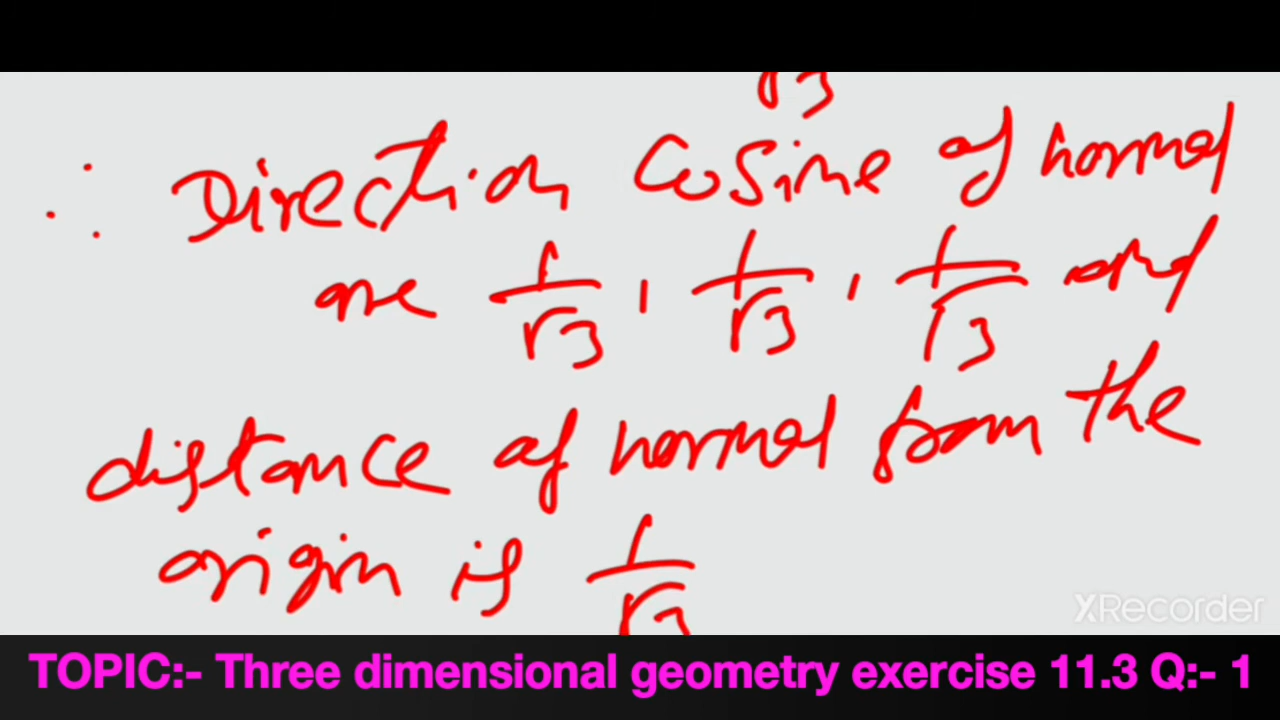 √3
∴ Direction Cosine of normal
are 1/√3, 1/√3, 1/√3 and
distance of normal from the
origin is 1/√3
XRecorder
TOPIC:- Three dimensional geometry exercise 11.3 Q:- 1